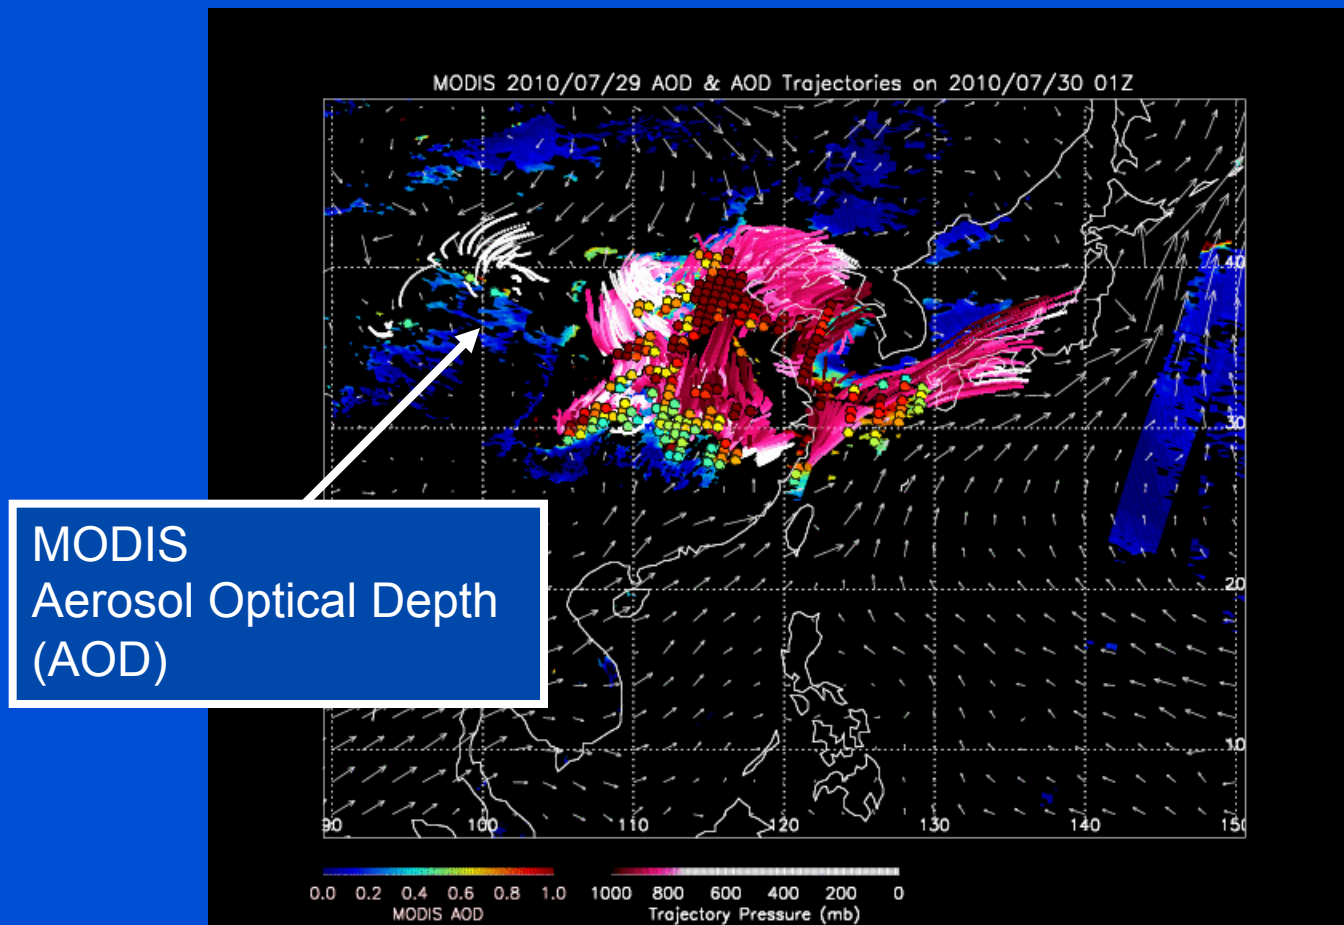 MODIS 2010/07/29 AOD & AOD Trajectories on 2010/07/30 01Z
40
30
20
10
90 100 110 120 130 140 150
MODIS
Aerosol Optical Depth
(AOD)
0.0 0.2 0.4 0.6 0.8 1.0
MODIS AOD
1000 800 600 400 200 0
Trajectory Pressure (mb)